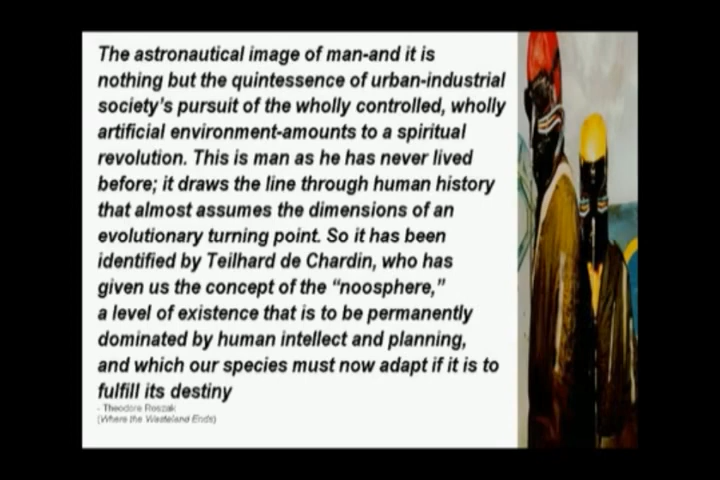 The astronautical image of man-and it is
nothing but the quintessence of urban-industrial
society's pursuit of the wholly controlled, wholly
artificial environment-amounts to a spiritual
revolution. This is man as he has never lived
before; it draws the line through human history
that almost assumes the dimensions of an
evolutionary turning point. So it has been
identified by Teilhard de Chardin, who has
given us the concept of the “noosphere,”
a level of existence that is to be permanently
dominated by human intellect and planning,
and which our species must now adapt if it is to
fulfill its destiny
- Theodore Roszak
(Where the Wasteland Ends)